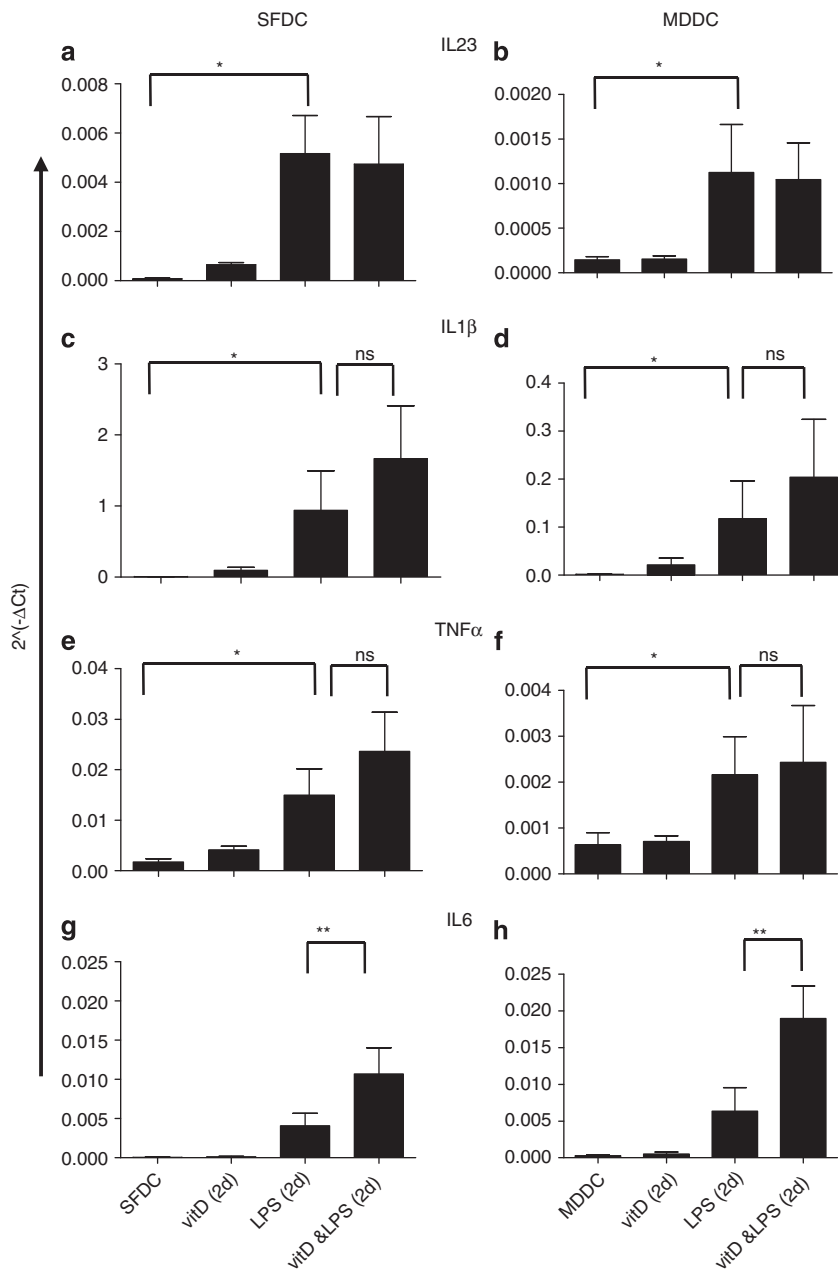 SFDC MDDC
a IL23 b
*
0.008
0.006
0.004
0.002
0.000
*
0.0020
0.0015
0.0010
0.0005
0.0000
c IL1β d
* ns
3
2
1
0
* ns
0.4
0.3
0.2
0.1
0.0
2^(-ΔCt)
e TNFα f
* ns
0.04
0.03
0.02
0.01
0.00
* ns
0.004
0.003
0.002
0.001
0.000
g IL6 h
**
0.025
0.020
0.015
0.010
0.005
0.000
**
0.025
0.020
0.015
0.010
0.005
0.000
SFDC
vitD (2d)
LPS (2d)
vitD &LPS (2d)
MDDC
vitD (2d)
LPS (2d)
vitD &LPS (2d)